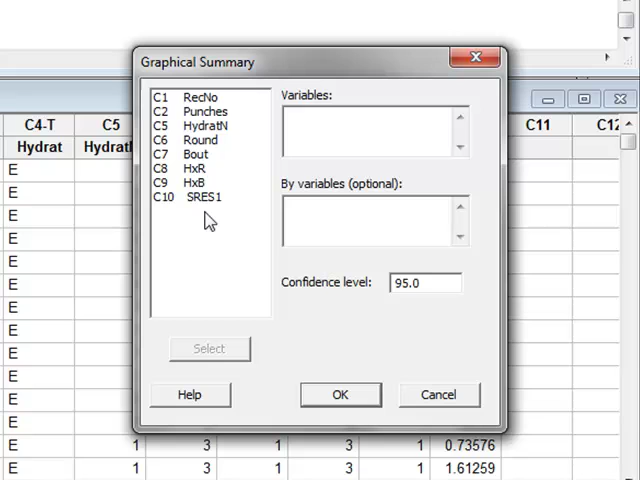 Graphical Summary
C1 RecNo
C2 Punches
C5 HydratN
C6 Round
C7 Bout
C8 HxR
C9 HxB
C10 SRES1
Variables:
By variables (optional):
Confidence level: 95.0
Select
Help OK Cancel
C4-T C5 C11 C12
Hydrat
E
E
E
E
E
E
E
E
E
E
E
E
E 1 3 1 3 1 0.73576
E 1 3 1 3 1 1.61259